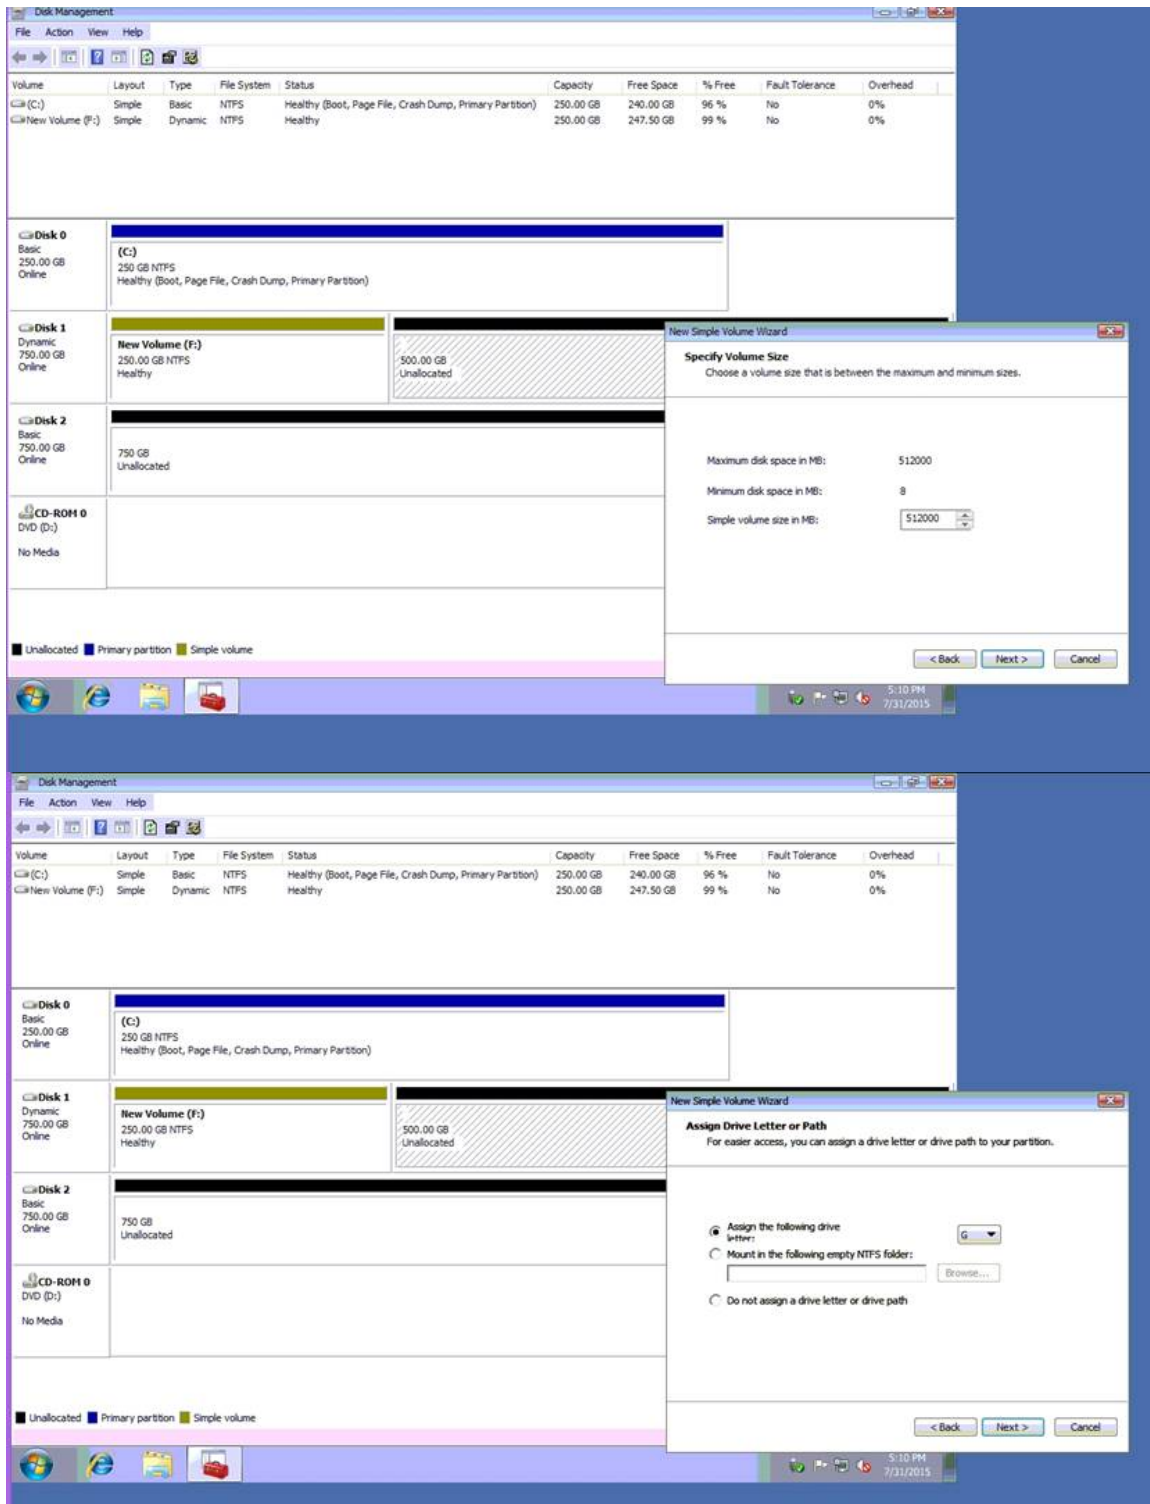 Disk Management
File Action View Help
Volume Layout Type File System Status Capacity Free Space % Free Fault Tolerance Overhead
(C:) Simple Basic NTFS Healthy (Boot, Page File, Crash Dump, Primary Partition) 250.00 GB 240.00 GB 96 % No 0%
New Volume (F:) Simple Dynamic NTFS Healthy 250.00 GB 247.50 GB 99 % No 0%
Disk 0
Basic
250.00 GB
Online
(C:)
250 GB NTFS
Healthy (Boot, Page File, Crash Dump, Primary Partition)
Disk 1
Dynamic
750.00 GB
Online
New Volume (F:)
250.00 GB NTFS
Healthy
500.00 GB
Unallocated
Disk 2
Basic
750.00 GB
Online
750 GB
Unallocated
CD-ROM 0
DVD (D:)
No Media
Unallocated Primary partition Simple volume
New Simple Volume Wizard
Specify Volume Size
Choose a volume size that is between the maximum and minimum sizes.
Maximum disk space in MB: 512000
Minimum disk space in MB: 8
Simple volume size in MB: 512000
< Back Next > Cancel
5:10 PM
7/31/2015
Disk Management
File Action View Help
Volume Layout Type File System Status Capacity Free Space % Free Fault Tolerance Overhead
(C:) Simple Basic NTFS Healthy (Boot, Page File, Crash Dump, Primary Partition) 250.00 GB 240.00 GB 96 % No 0%
New Volume (F:) Simple Dynamic NTFS Healthy 250.00 GB 247.50 GB 99 % No 0%
Disk 0
Basic
250.00 GB
Online
(C:)
250 GB NTFS
Healthy (Boot, Page File, Crash Dump, Primary Partition)
Disk 1
Dynamic
750.00 GB
Online
New Volume (F:)
250.00 GB NTFS
Healthy
500.00 GB
Unallocated
Disk 2
Basic
750.00 GB
Online
750 GB
Unallocated
CD-ROM 0
DVD (D:)
No Media
Unallocated Primary partition Simple volume
New Simple Volume Wizard
Assign Drive Letter or Path
For easier access, you can assign a drive letter or drive path to your partition.
Assign the following drive
letter: G
Mount in the following empty NTFS folder:
Browse...
Do not assign a drive letter or drive path
< Back Next > Cancel
5:10 PM
7/31/2015